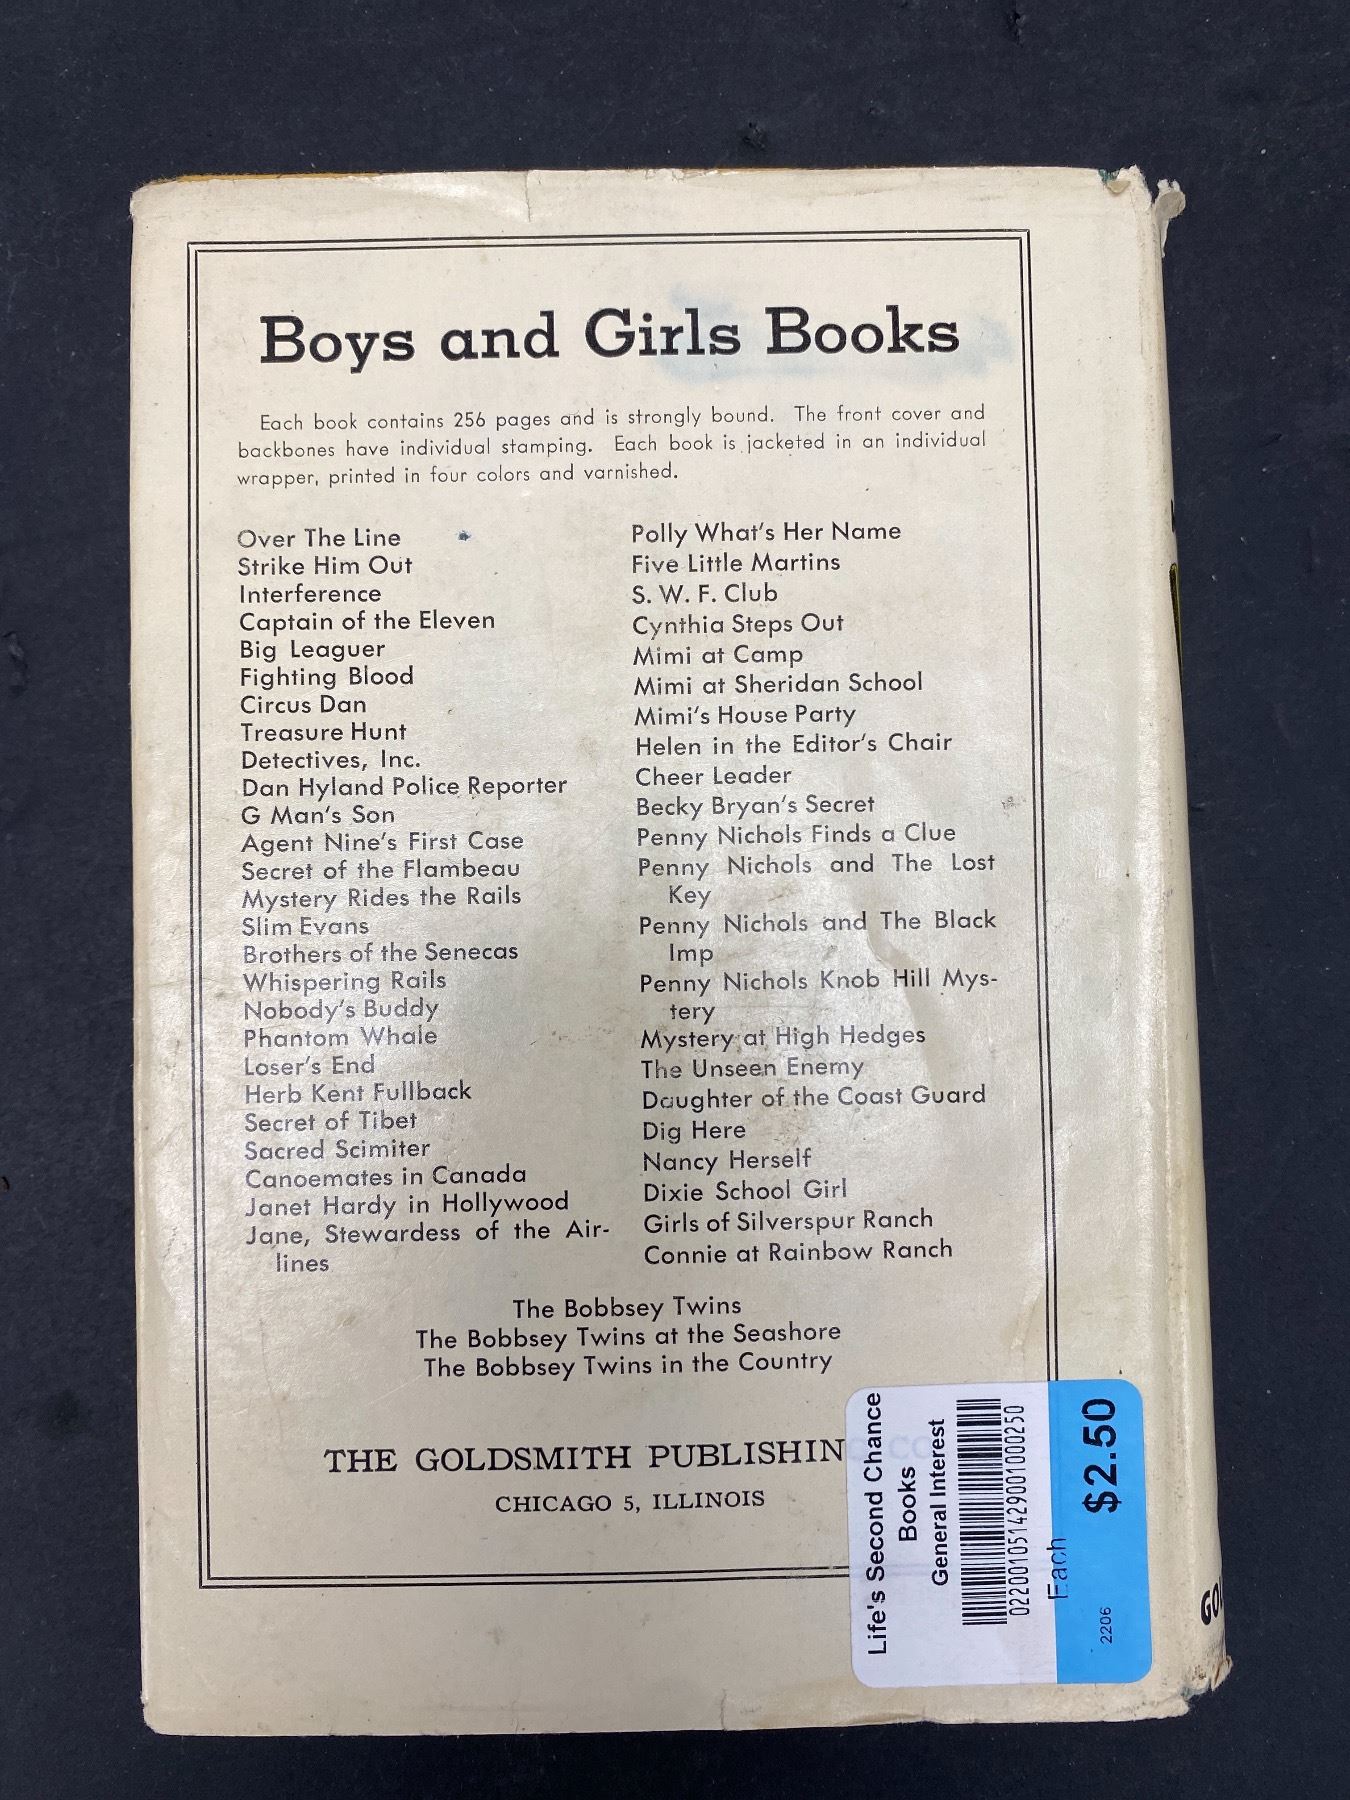 Boys and Girls Books
Each book contains 256 pages and is strongly bound. The front cover and
backbones have individual stamping. Each book is jacketed in an individual
wrapper, printed in four colors and varnished.
Over The Line
Strike Him Out
Interference
Captain of the Eleven
Big Leaguer
Fighting Blood
Circus Dan
Treasure Hunt
Detectives, Inc.
Dan Hyland Police Reporter
G Man's Son
Agent Nine's First Case
Secret of the Flambeau
Mystery Rides the Rails
Slim Evans
Brothers of the Senecas
Whispering Rails
Nobody's Buddy
Phantom Whale
Loser's End
Herb Kent Fullback
Secret of Tibet
Sacred Scimiter
Canoemates in Canada
Janet Hardy in Hollywood
Jane, Stewardess of the Air-
lines
Polly What's Her Name
Five Little Martins
S. W. F. Club
Cynthia Steps Out
Mimi at Camp
Mimi at Sheridan School
Mimi's House Party
Helen in the Editor's Chair
Cheer Leader
Becky Bryan's Secret
Penny Nichols Finds a Clue
Penny Nichols and The Lost
Key
Penny Nichols and The Black
Imp
Penny Nichols Knob Hill Mys-
tery
Mystery at High Hedges
The Unseen Enemy
Daughter of the Coast Guard
Dig Here
Nancy Herself
Dixie School Girl
Girls of Silverspur Ranch
Connie at Rainbow Ranch
The Bobbsey Twins
The Bobbsey Twins at the Seashore
The Bobbsey Twins in the Country
THE GOLDSMITH PUBLISHIN
CHICAGO 5, ILLINOIS
Life's Second Chance
Books
General Interest
02200105142900100025​0
Each
$2.50
2206
GOL